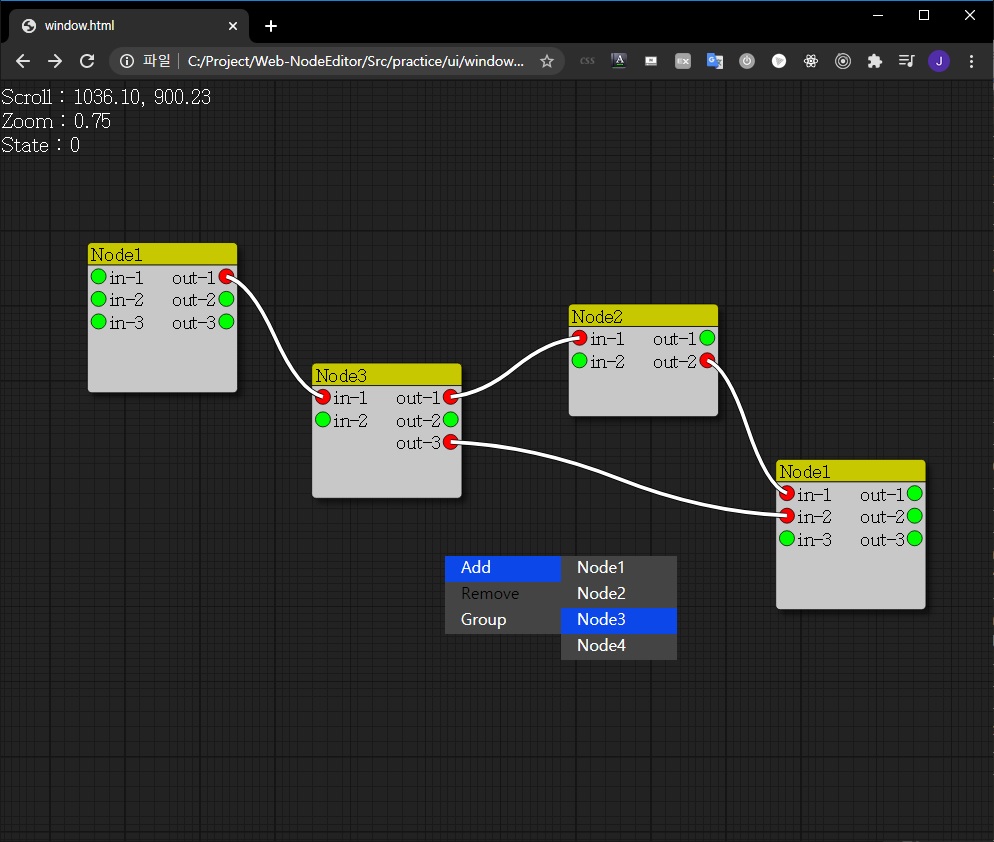 window.html
파일
C:/Project/Web-NodeEditor/Src/practice/ui/window...
css
A
EX
J
Scroll : 1036.10, 900.23
Zoom : 0.75
State : 0
Node1
in-1 out-1
in-2 out-2
in-3 out-3
Node3
in-1 out-1
in-2 out-2
out-3
Node2
in-1 out-1
in-2 out-2
Node1
in-1 out-1
in-2 out-2
in-3 out-3
Add
Remove
Group
Node1
Node2
Node3
Node4